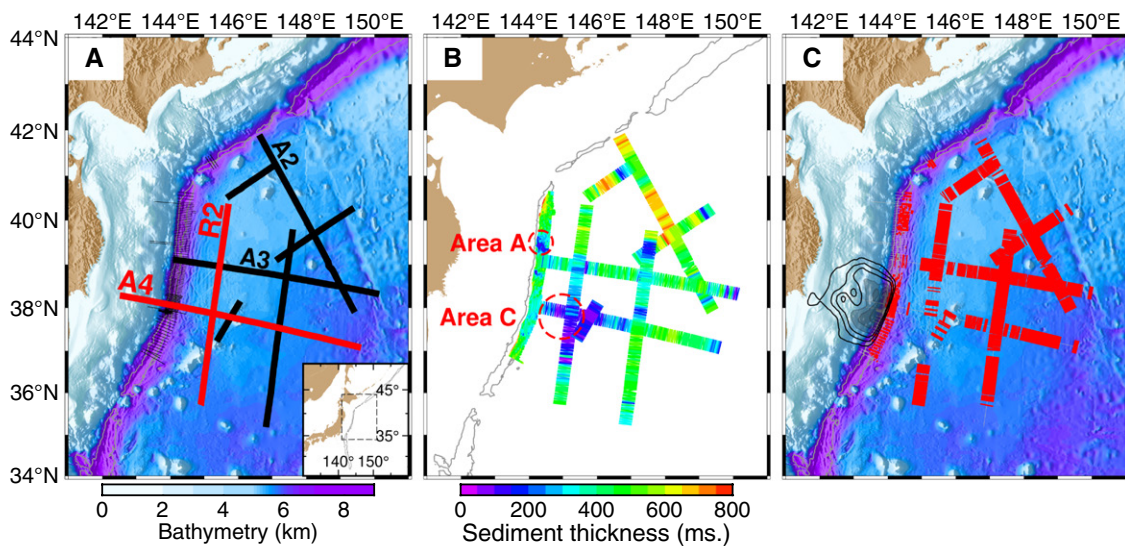 142°E 144°E 146°E 148°E 150°E 142°E 144°E 146°E 148°E 150°E 142°E 144°E 146°E 148°E 150°E
44°N
42°N
40°N
38°N
36°N
34°N
A
A2
R2
A3
A4
45°
35°
140° 150°
B
Area A
Area C
C
0 2 4 6 8
Bathymetry (km)
0 200 400 600 800
Sediment thickness (ms.)